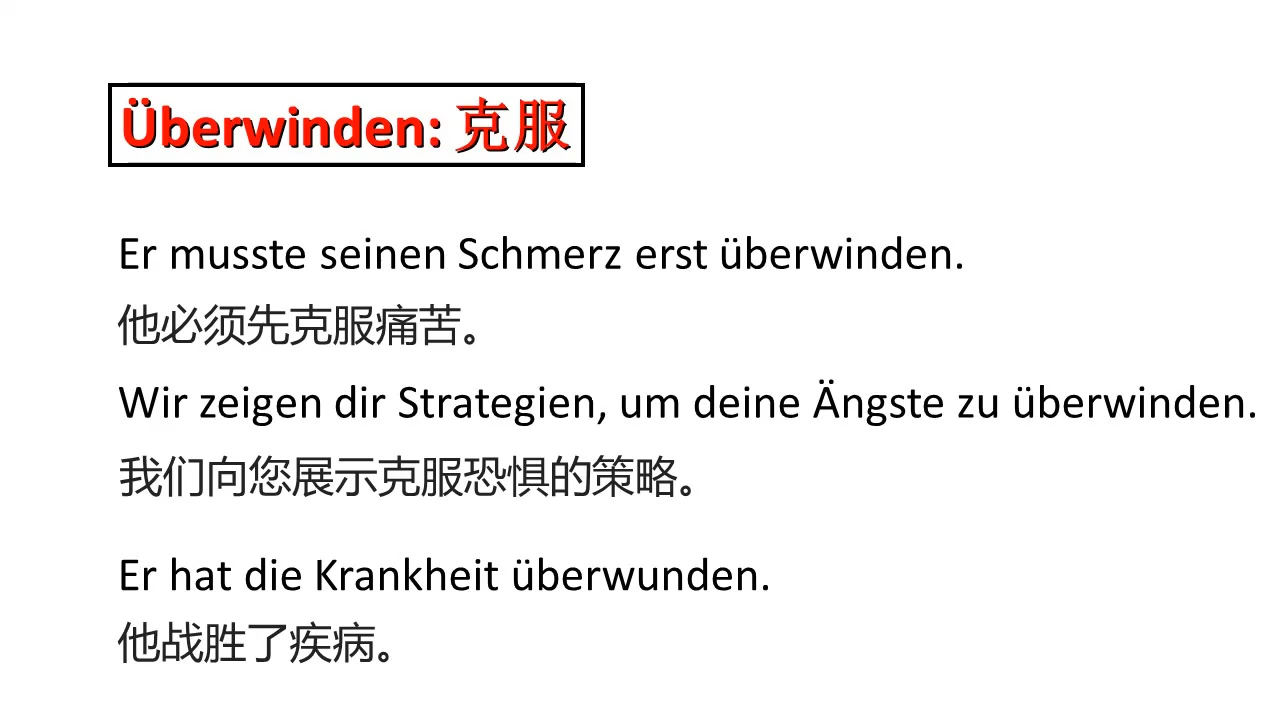 Überwinden: 克服
Er musste seinen Schmerz erst überwinden.
他必须先克服痛苦。
Wir zeigen dir Strategien, um deine Ängste zu überwinden.
我们向您展示克服恐惧的策略。
Er hat die Krankheit überwunden.
他战胜了疾病。